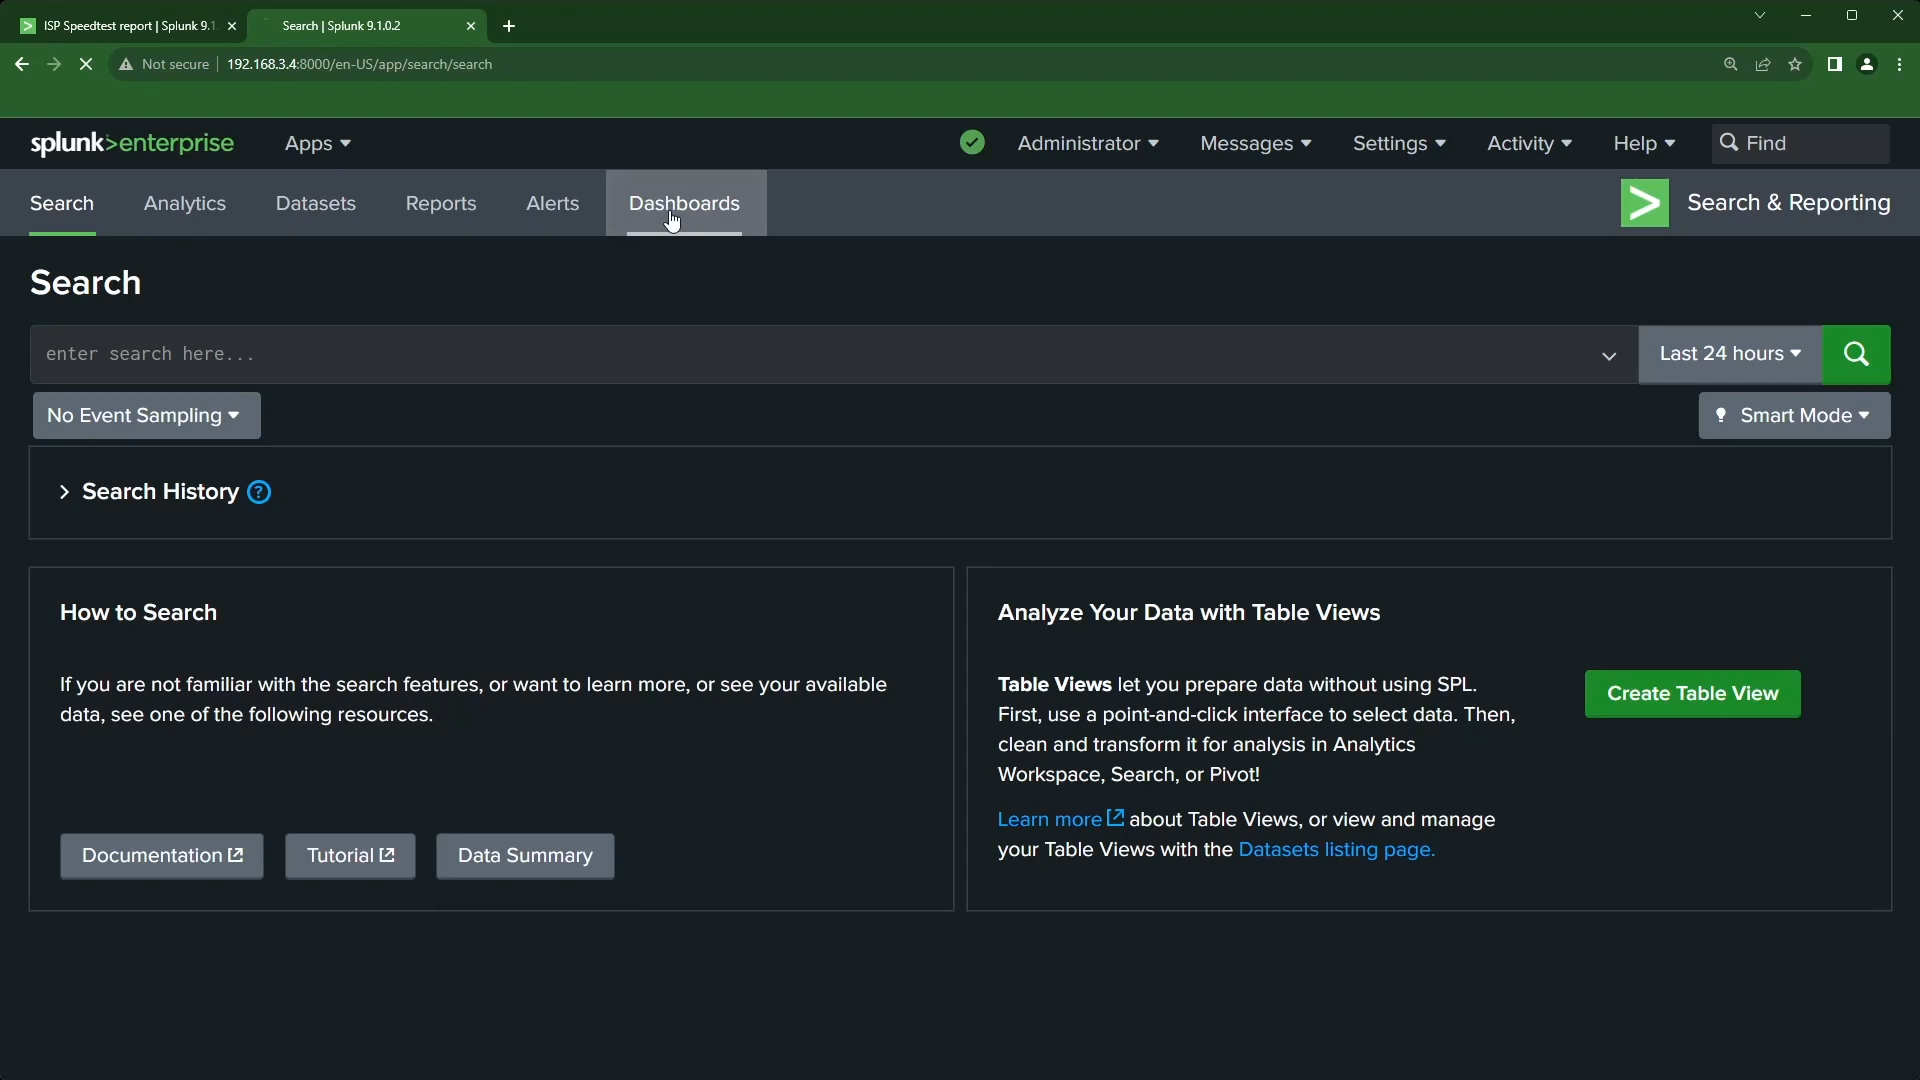 ISP Speedtest report | Splunk 9.1
Search | Splunk 9.1.0.2
Not secure
192.168.3.4:8000/en-US/app/search/search
splunk>enterprise
Apps
Administrator
Messages
Settings
Activity
Help
Find
Search
Analytics
Datasets
Reports
Alerts
Dashboards
Search & Reporting
Search
enter search here...
Last 24 hours
No Event Sampling
Smart Mode
Search History
How to Search
If you are not familiar with the search features, or want to learn more, or see your available
data, see one of the following resources.
Documentation
Tutorial
Data Summary
Analyze Your Data with Table Views
Table Views let you prepare data without using SPL.
First, use a point-and-click interface to select data. Then,
clean and transform it for analysis in Analytics
Workspace, Search, or Pivot!
Learn more about Table Views, or view and manage
your Table Views with the Datasets listing page.
Create Table View